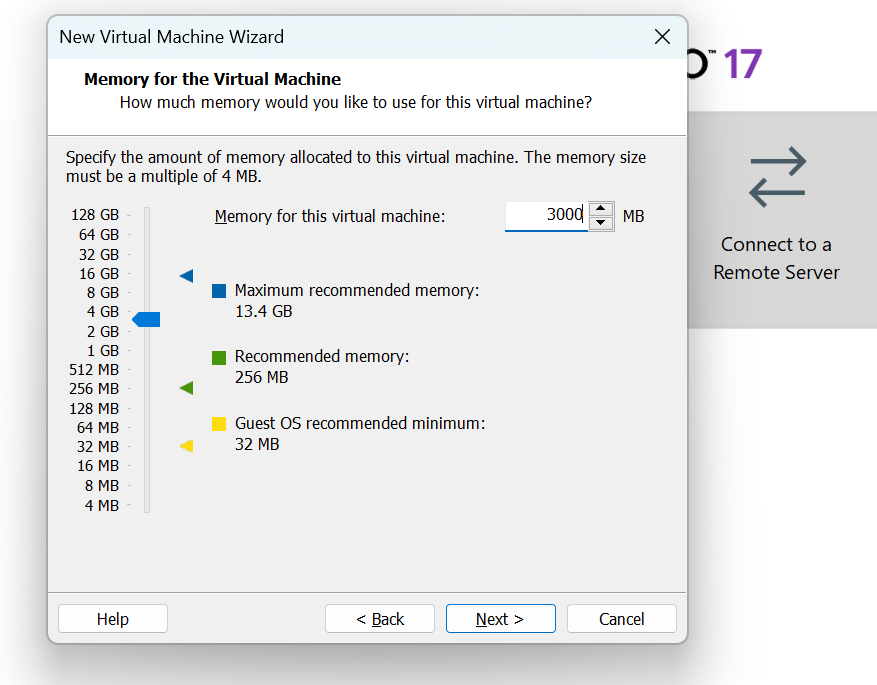 New Virtual Machine Wizard
Memory for the Virtual Machine
How much memory would you like to use for this virtual machine?
Specify the amount of memory allocated to this virtual machine. The memory size
must be a multiple of 4 MB.
Memory for this virtual machine: 3000 MB
128 GB
64 GB
32 GB
16 GB
8 GB
4 GB
2 GB
1 GB
512 MB
256 MB
128 MB
64 MB
32 MB
16 MB
8 MB
4 MB
Maximum recommended memory:
13.4 GB
Recommended memory:
256 MB
Guest OS recommended minimum:
32 MB
Help
< Back
Next >
Cancel
O™ 17
Connect to a
Remote Server